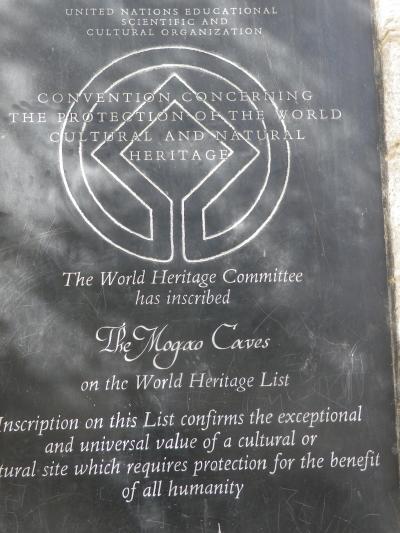 UNITED NATIONS EDUCATIONAL
SCIENTIFIC AND
CULTURAL ORGANIZATION
CONVENTION CONCERNING
THE PROTECTION OF THE WORLD
CULTURAL AND NATURAL
HERITAGE
The World Heritage Committee
has inscribed
The Mogao Caves
on the World Heritage List
Inscription on this List confirms the exceptional
and universal value of a cultural or
tural site which requires protection for the benefit
of all humanity